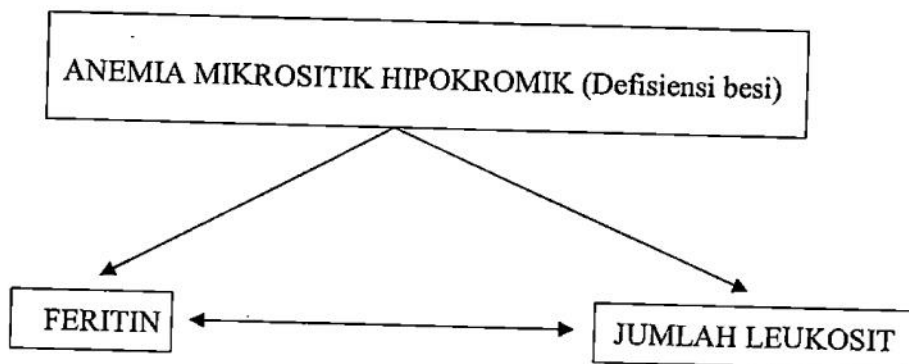 ANEMIA MIKROSITIK HIPOKROMIK (Defisiensi besi)
FERITIN
JUMLAH LEUKOSIT